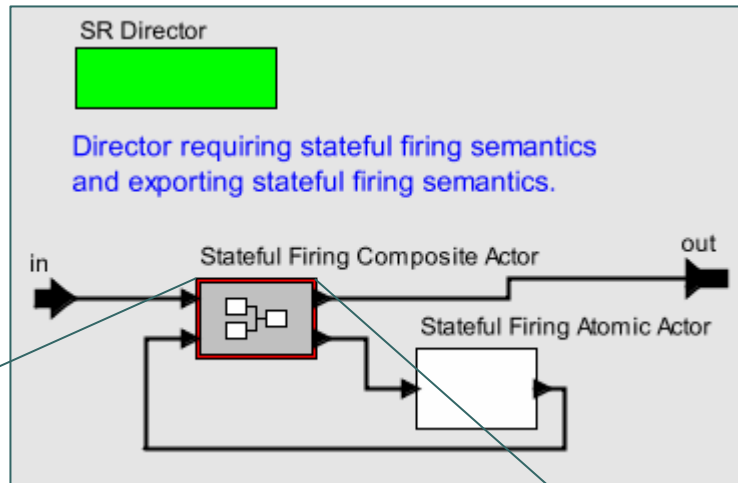 SR Director
Director requiring stateful firing semantics
and exporting stateful firing semantics.
in
Stateful Firing Composite Actor
out
Stateful Firing Atomic Actor